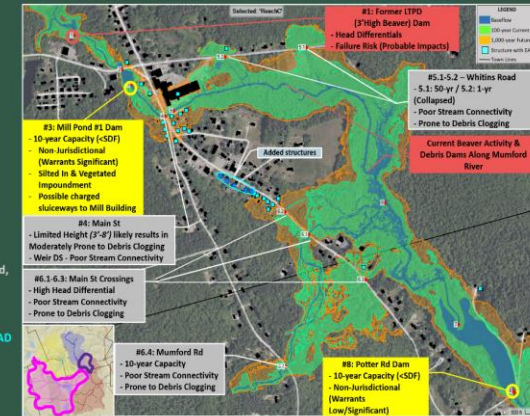 Selected: "ReachC"
#1: Former LTPD
(3'High Beaver) Dam
- Head Differentials
- Failure Risk (Probable Impacts)
LEGEND
Baseflow
100-year Current
1,000-year Future
Structure with
Town Lines
5.1
5.2
#5.1-5.2 – Whitins Road
- 5.1: 50-yr / 5.2: 1-yr
(Collapsed)
- Poor Stream Connectivity
- Prone to Debris Clogging
Current Beaver Activity &
Debris Dams Along Mumford
River
#3: Mill Pond #1 Dam
- 10-year Capacity (<SDF)
- Non-Jurisdictional
(Warrants Significant)
- Silted In & Vegetated
Impoundment
- Possible charged
sluiceways to Mill Building
Added structures
#4: Main St
- Limited Height (3'-8') likely results in
Moderately Prone to Debris Clogging
- Weir DS - Poor Stream Connectivity
#6.1-6.3: Main St Crossings
- High Head Differential
- Poor Stream Connectivity
- Prone to Debris Clogging
#6.4: Mumford Rd
- 10-year Capacity
- Poor Stream Connectivity
- Prone to Debris Clogging
#8: Potter Rd Dam
- 10-year Capacity (<SDF)
- Non-Jurisdictional
(Warrants
Low/Significant)
d,
AD